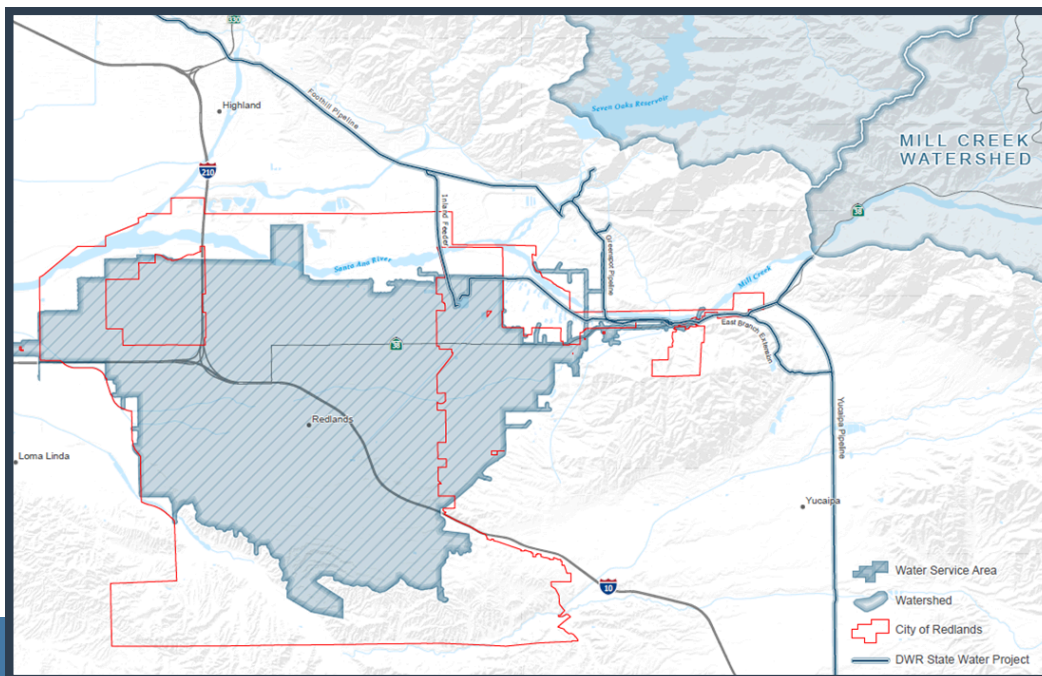 330
Highland
Foothill Pipeline
Seven Oaks Reservoir
MILL CREEK
WATERSHED
210
38
Inland Feeder
Greenspot Pipeline
Santa Ana River
Mill Creek
East Branch Extension
38
Redlands
Yucaipa Pipeline
Loma Linda
Yucaipa
10
Water Service Area
Watershed
City of Redlands
DWR State Water Project